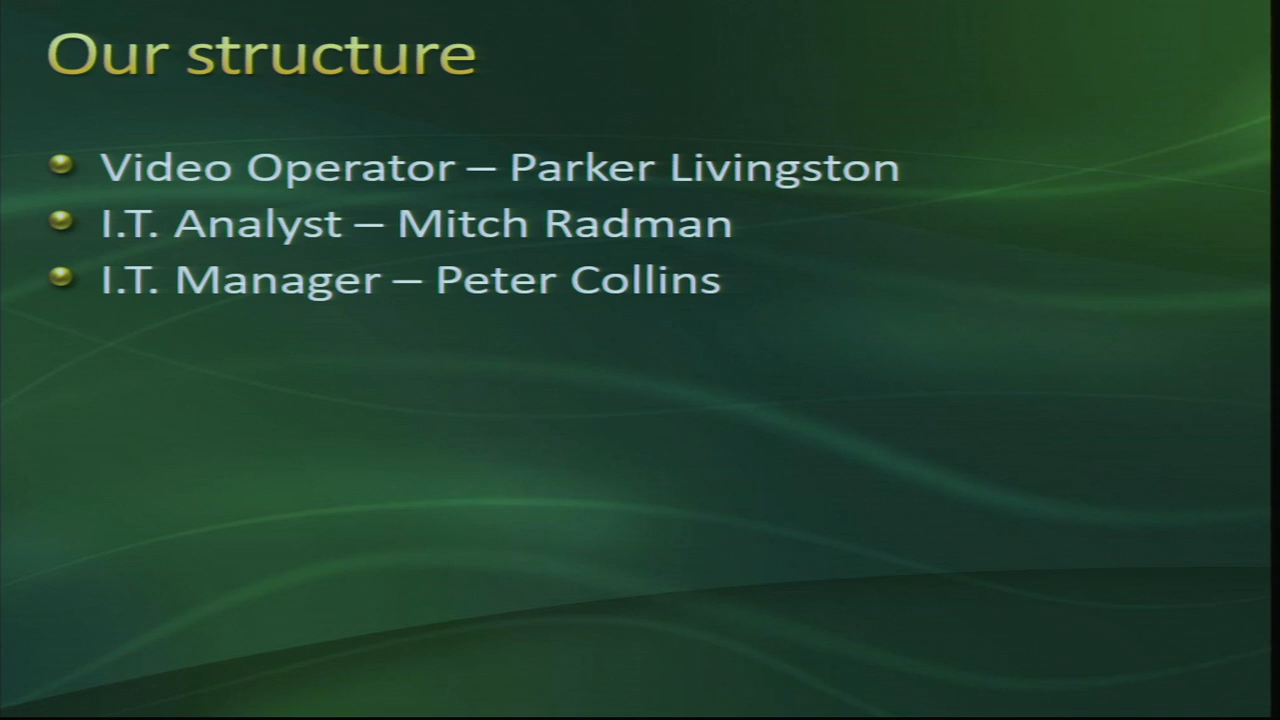 Our structure
Video Operator – Parker Livingston
I.T. Analyst – Mitch Radman
I.T. Manager – Peter Collins